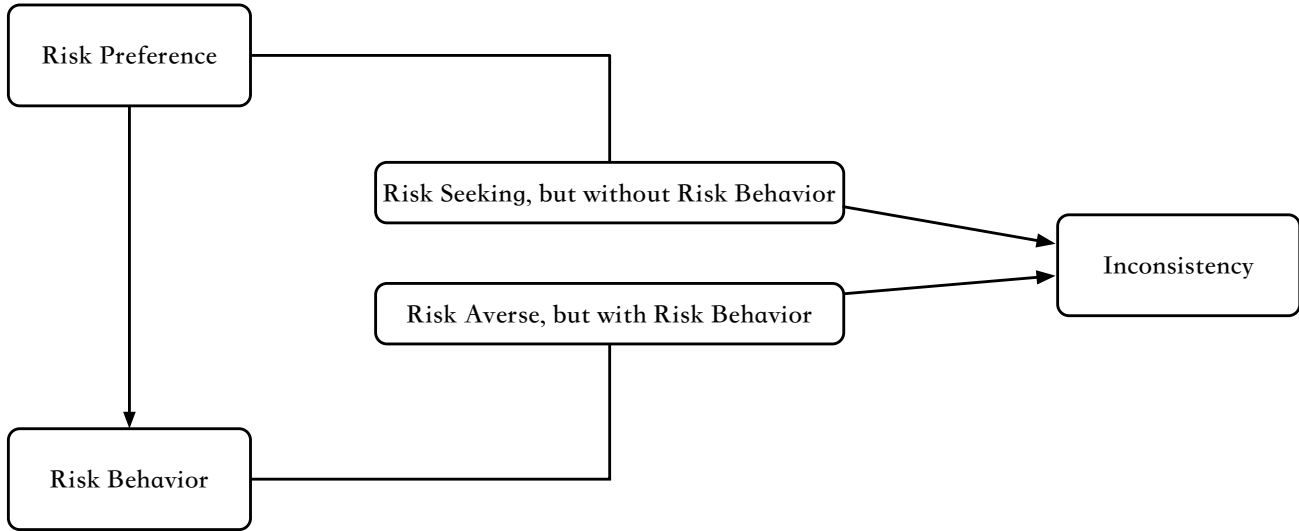 Risk Preference
Risk Seeking, but without Risk Behavior
Inconsistency
Risk Averse, but with Risk Behavior
Risk Behavior